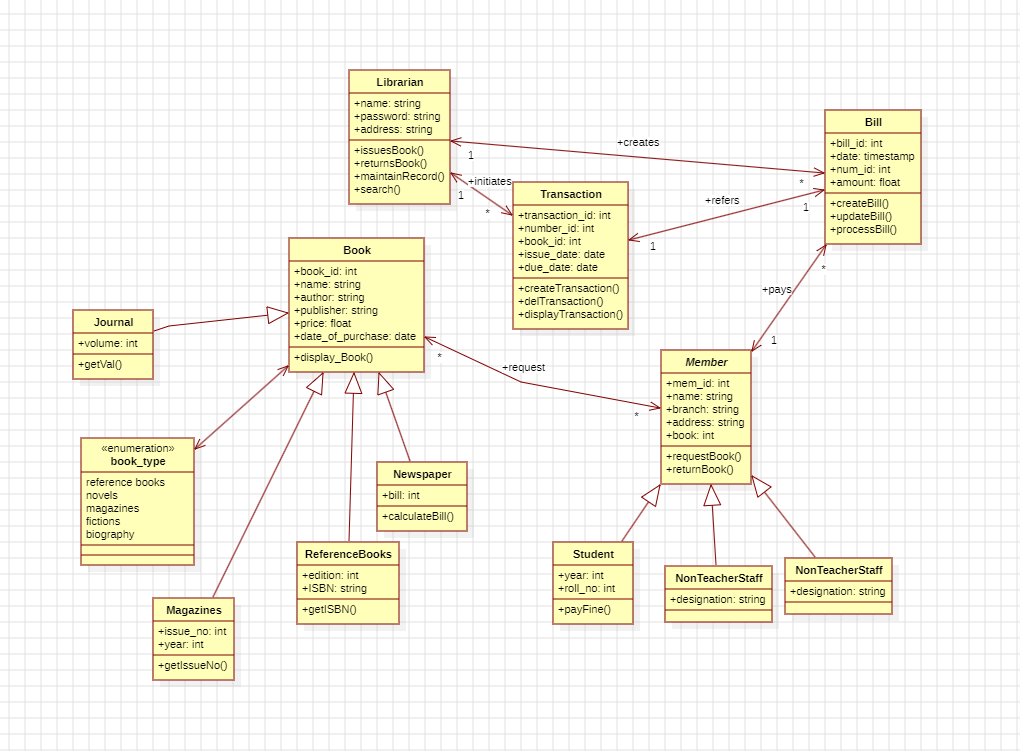 Librarian
+name: string
+password: string
+address: string
+issuesBook()
+returnsBook()
+maintainRecord()
+search()
+creates
1
*
Bill
+bill_id: int
+date: timestamp
+num_id: int
+amount: float
+createBill()
+updateBill()
+processBill()
+initiates
1
*
Transaction
+transaction_id: int
+number_id: int
+book_id: int
+issue_date: date
+due_date: date
+createTransaction()
+delTransaction()
+displayTransaction()
+refers
1
1
Book
+book_id: int
+name: string
+author: string
+publisher: string
+price: float
+date_of_purchase: date
+display_Book()
+pays
*
1
Journal
+volume: int
+getVal()
+request
*
*
Member
+mem_id: int
+name: string
+branch: string
+address: string
+book: int
+requestBook()
+returnBook()
«enumeration»
book_type
reference books
novels
magazines
fictions
biography
Newspaper
+bill: int
+calculateBill()
ReferenceBooks
+edition: int
+ISBN: string
+getISBN()
Student
+year: int
+roll_no: int
+payFine()
NonTeacherStaff
+designation: string
NonTeacherStaff
+designation: string
Magazines
+issue_no: int
+year: int
+getIssueNo()